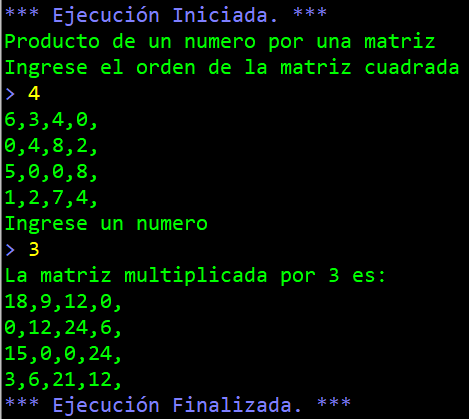 *** Ejecución Iniciada. ***
Producto de un numero por una matriz
Ingrese el orden de la matriz cuadrada
> 4
6,3,4,0,
0,4,8,2,
5,0,0,8,
1,2,7,4,
Ingrese un numero
> 3
La matriz multiplicada por 3 es:
18,9,12,0,
0,12,24,6,
15,0,0,24,
3,6,21,12,
*** Ejecución Finalizada. ***